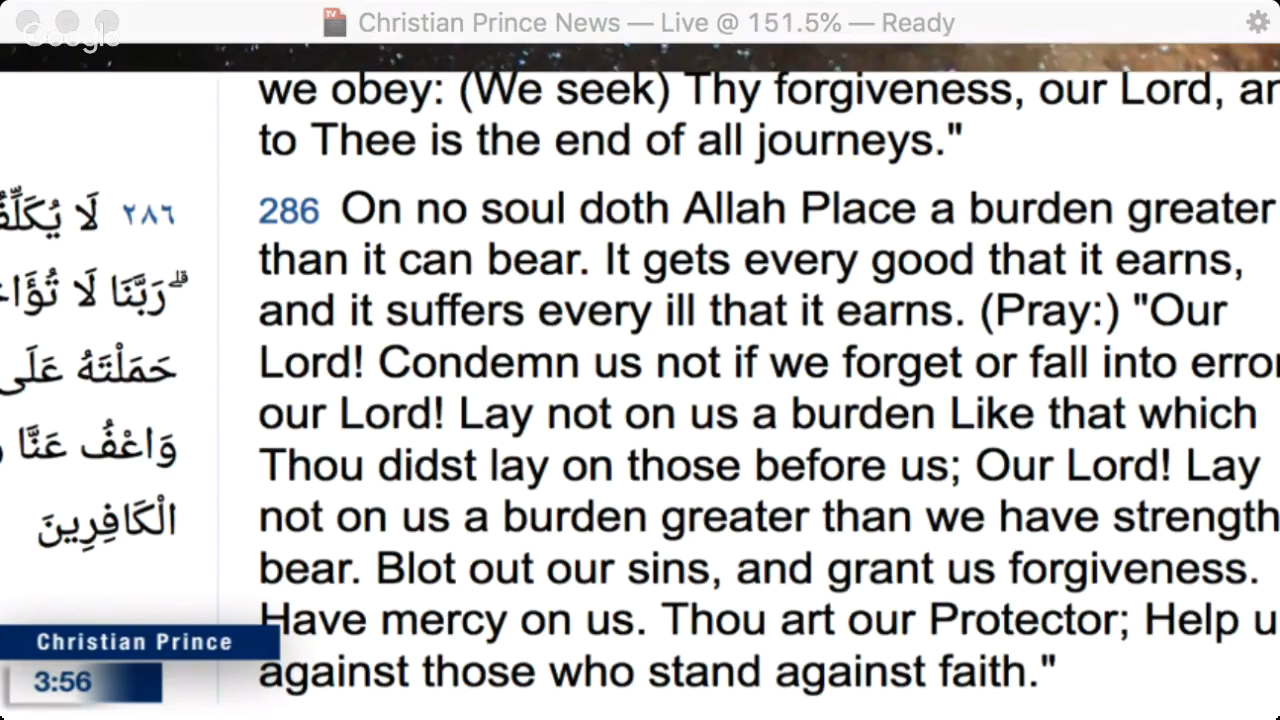 Christian Prince News — Live @ 151.5% — Ready
Google
we obey: (We seek) Thy forgiveness, our Lord,
to Thee is the end of all journeys."
286 On no soul doth Allah Place a burden greater
than it can bear. It gets every good that it earns,
and it suffers every ill that it earns. (Pray:) "Our
Lord! Condemn us not if we forget or fall into error
our Lord! Lay not on us a burden Like that which
Thou didst lay on those before us; Our Lord! Lay
not on us a burden greater than we have strength
bear. Blot out our sins, and grant us forgiveness.
Have mercy on us. Thou art our Protector; Help
against those who stand against faith."
٢٨٦ لَا
ۗ رَبَّنَا لَا
حَمَلْتَهُ عَلَى
وَاعْفُ عَنَّا
الْكَافِرِينَ
Christian Prince
3:56